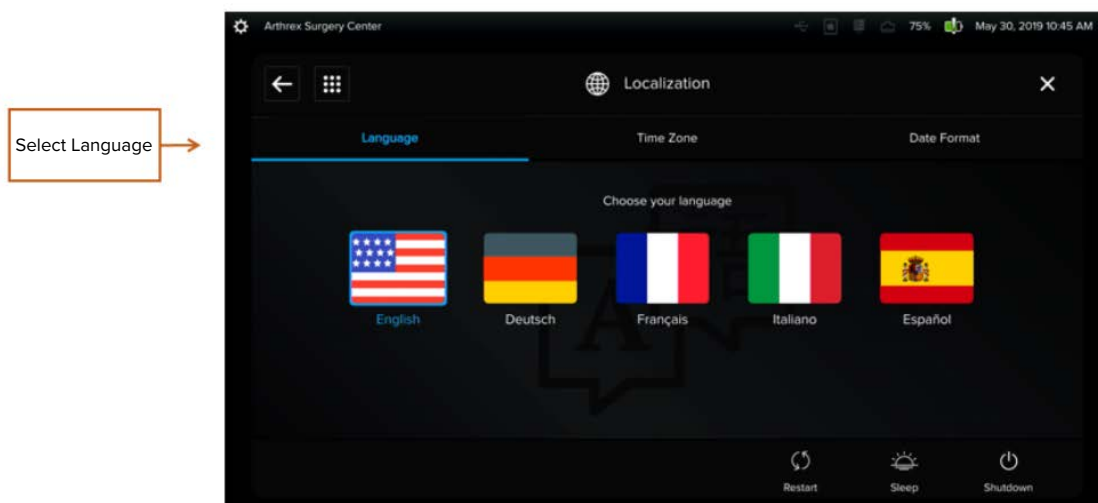 Arthrex Surgery Center
75%
May 30, 2019 10:45 AM
Localization
Select Language
Language
Time Zone
Date Format
Choose your language
English
Deutsch
Français
Italiano
Español
Restart
Sleep
Shutdown